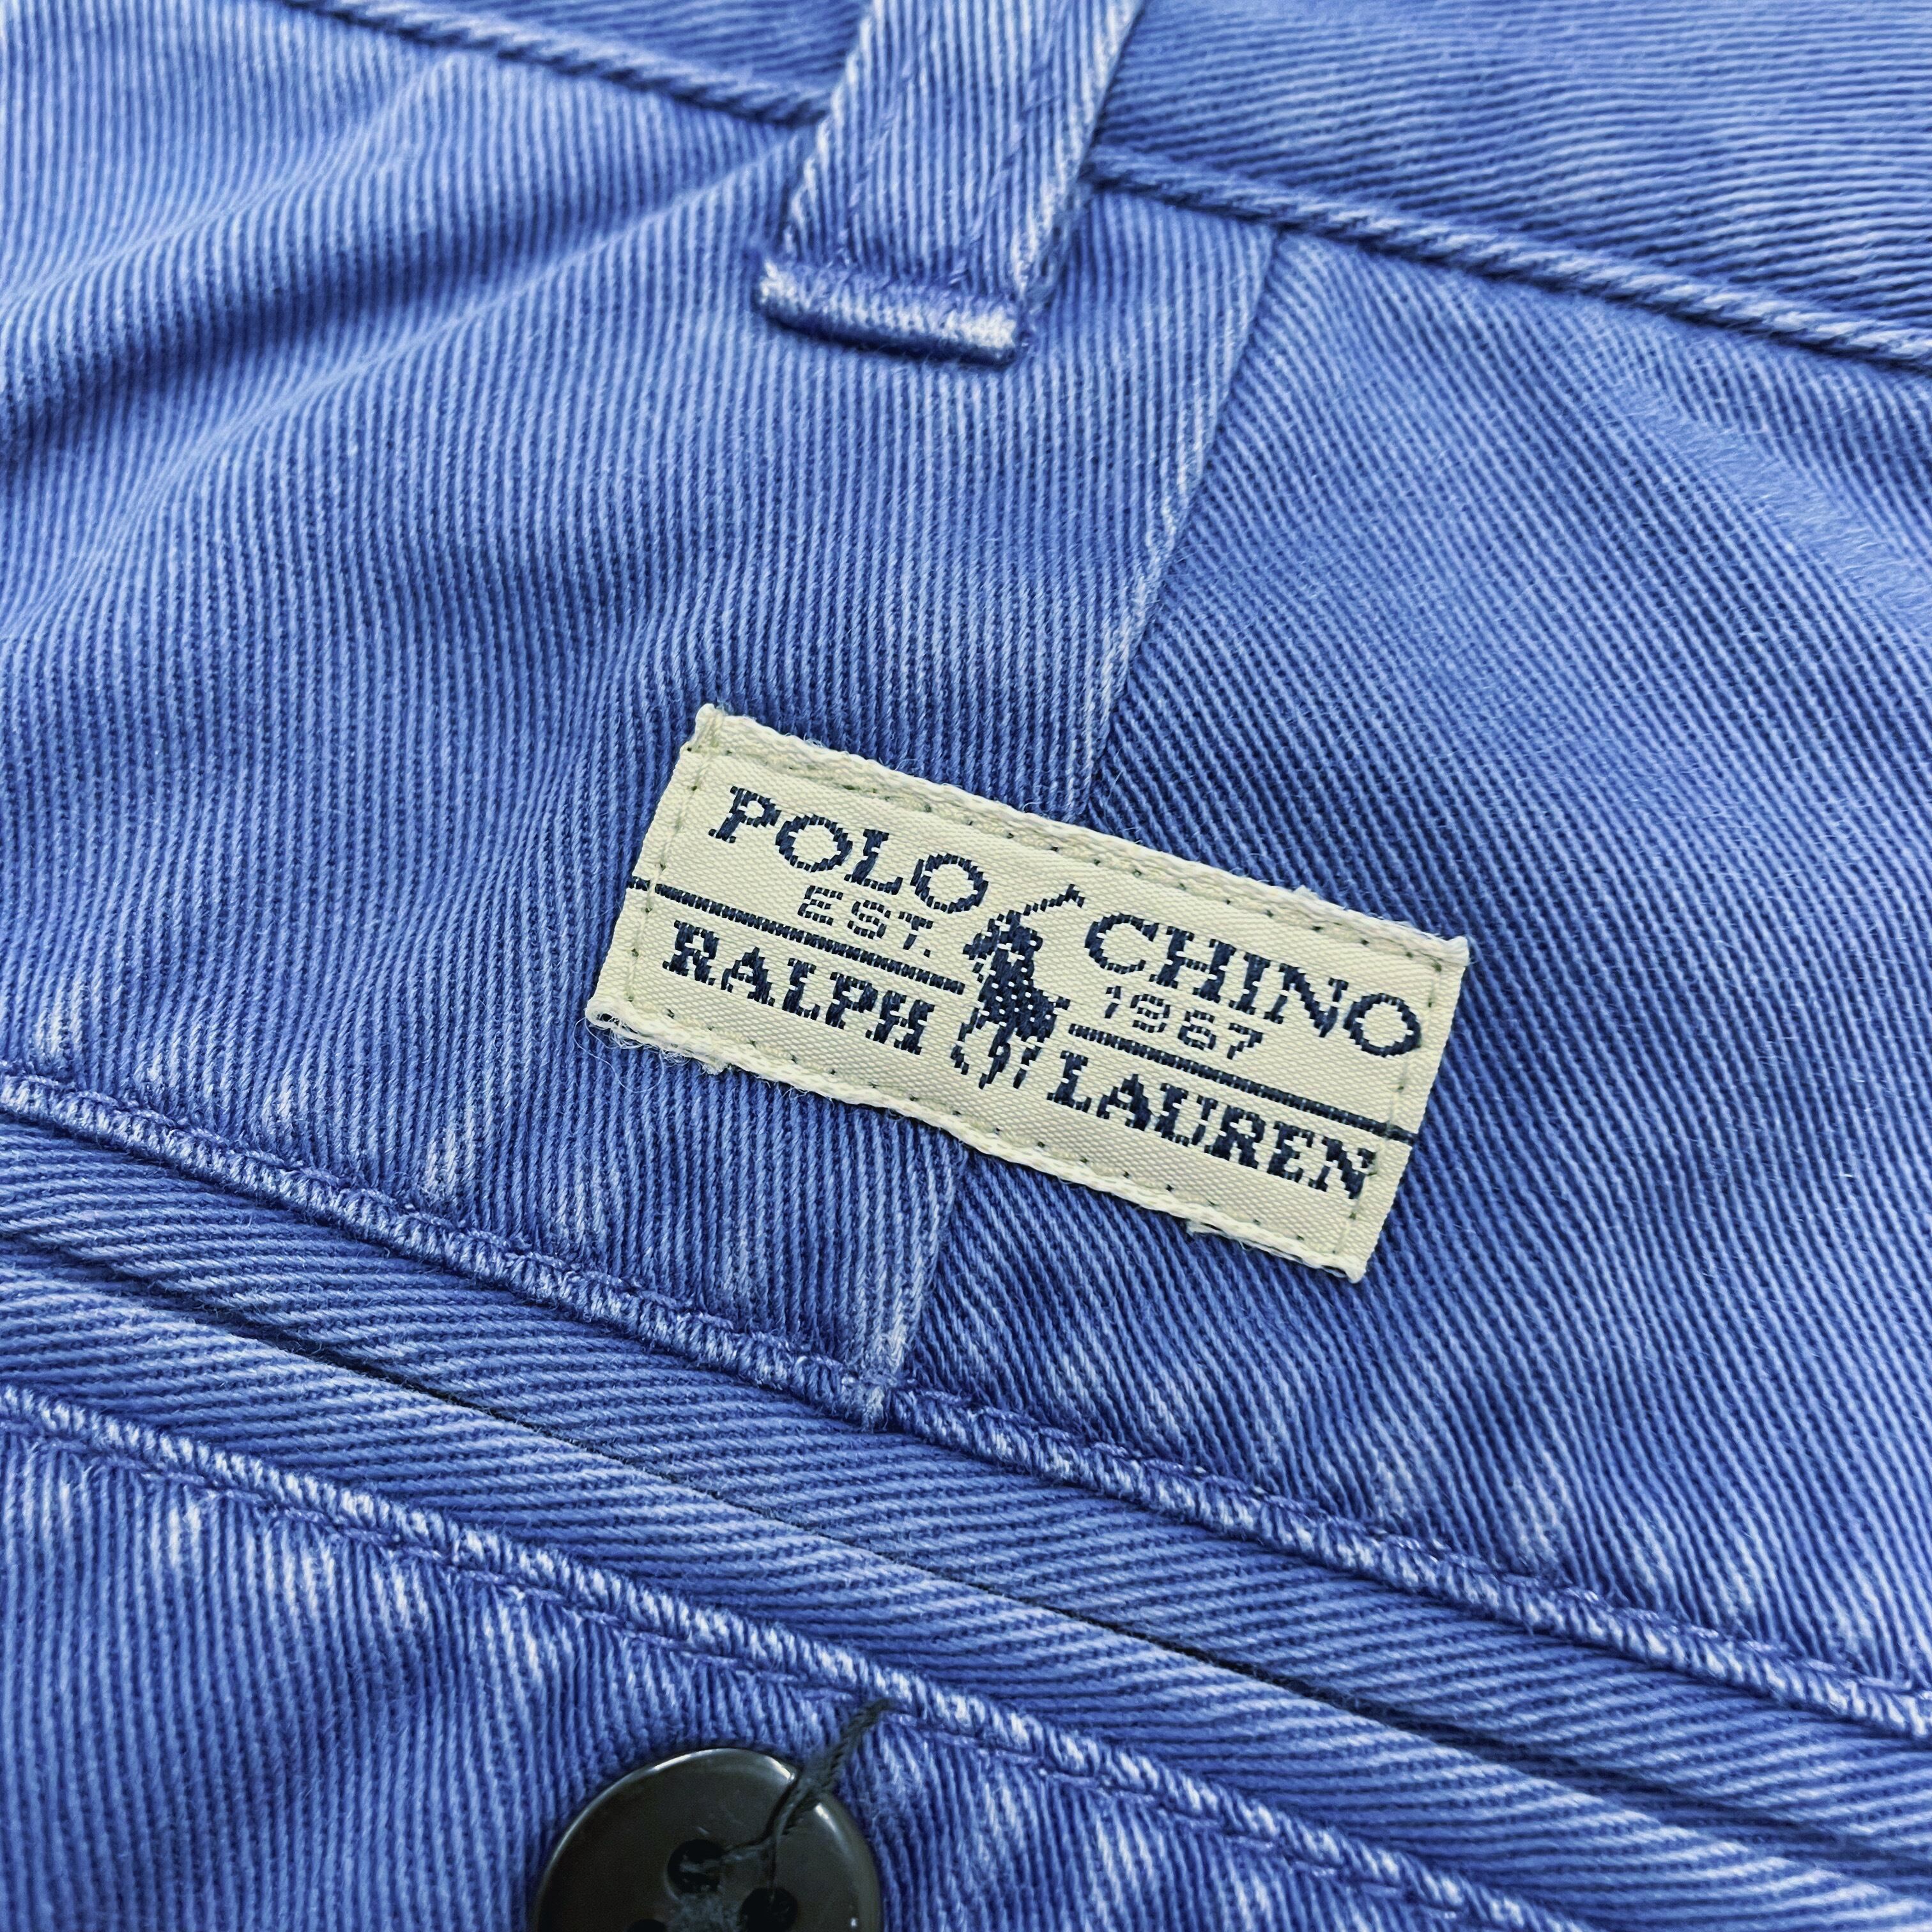 POLO CHINO
EST. 1967
RALPH LAUREN